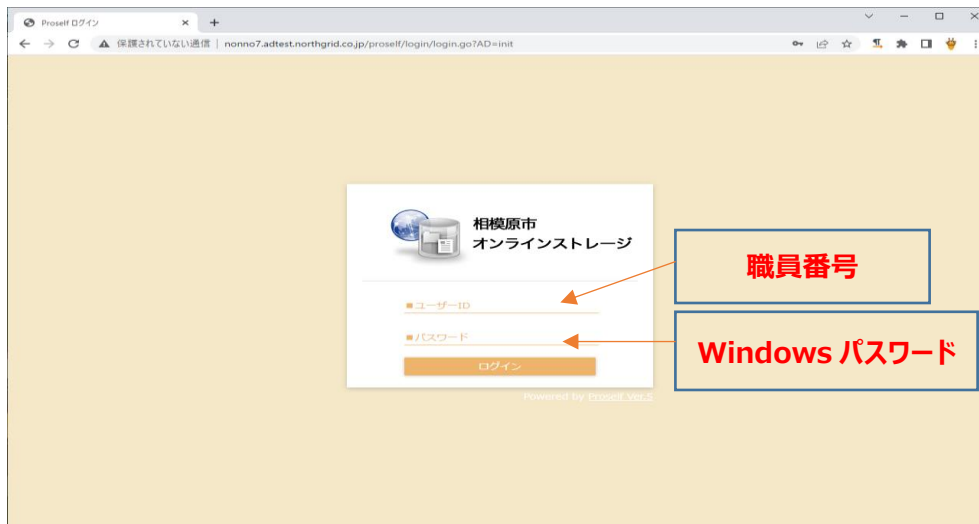 Proself ログイン
保護されていない通信 | nonno7.adtest.northgrid.co.jp/proself/login/login.go?AD=init
相模原市
オンラインストレージ
職員番号
ユーザーID
パスワード
Windows パスワード
ログイン
Powered by Proself Ver.5